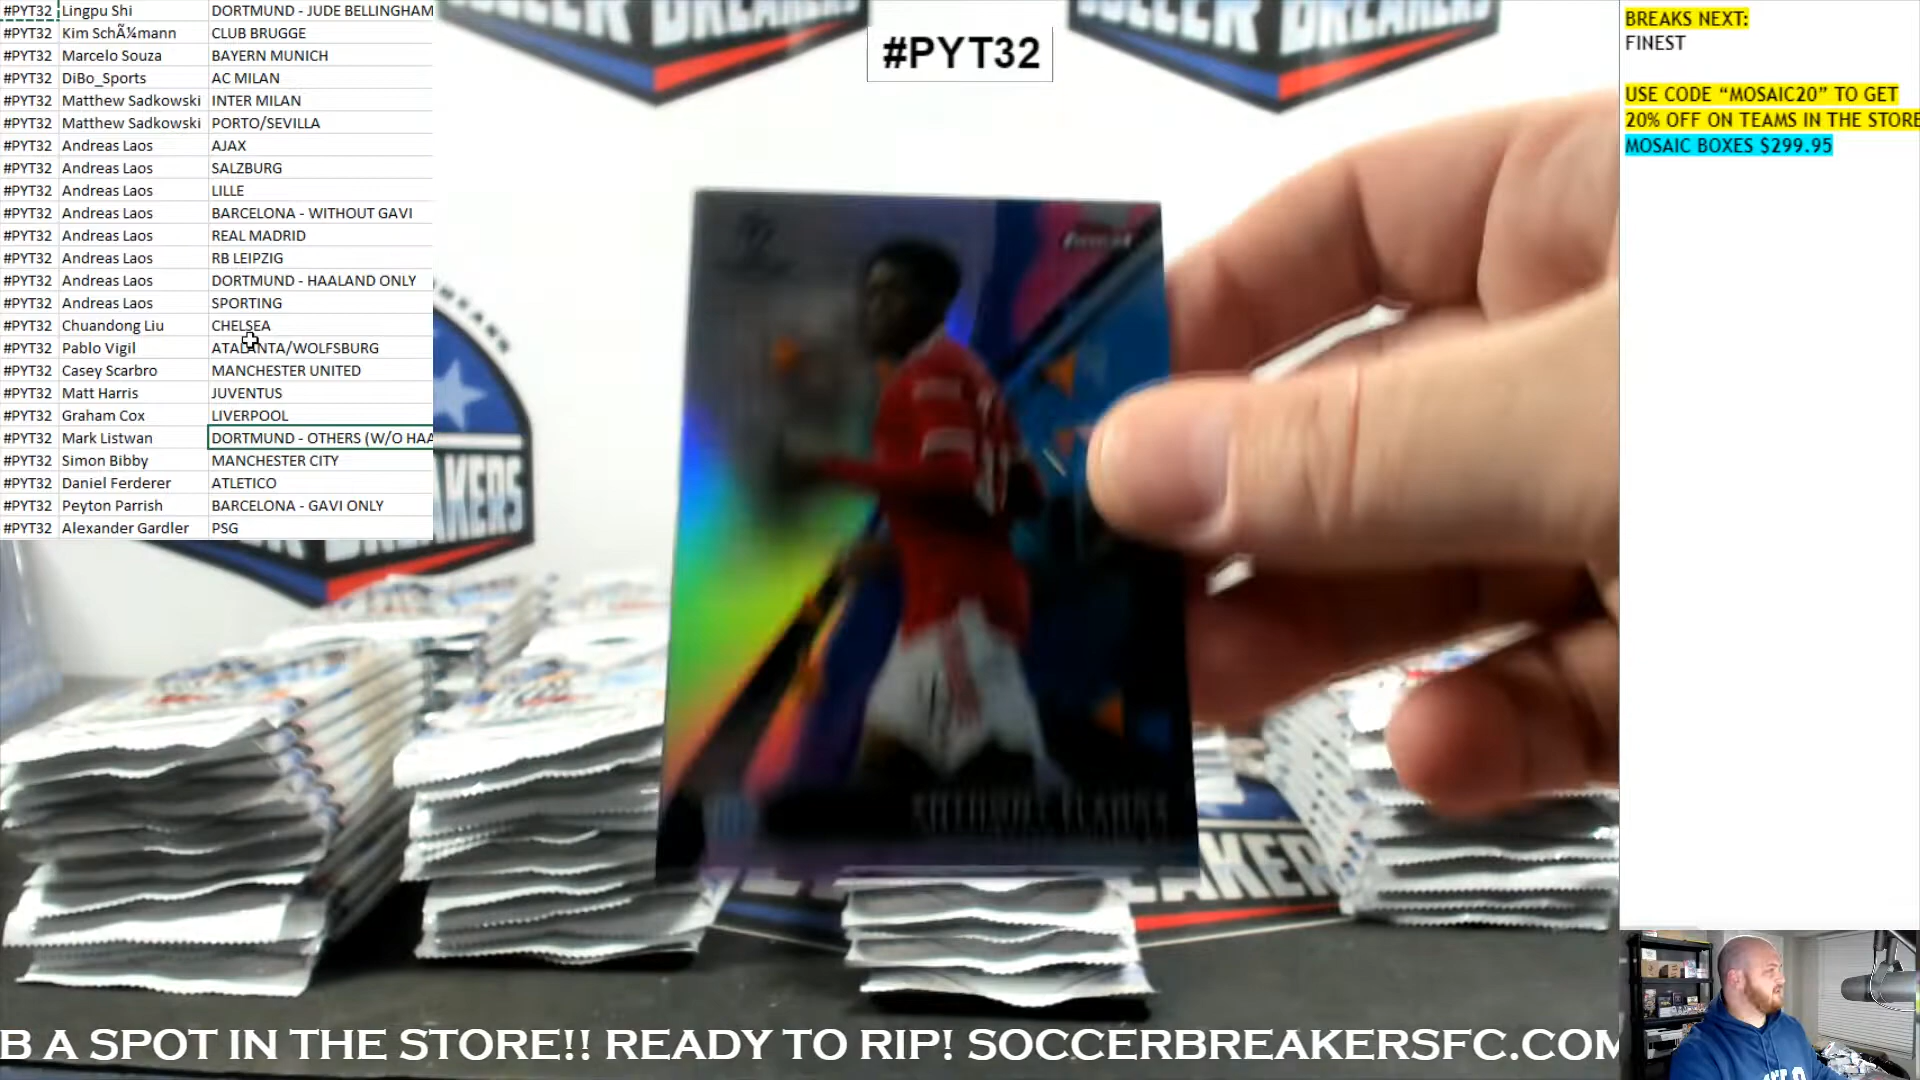 #PYT32 Lingpu Shi DORTMUND - JUDE BELLINGHAM
#PYT32 Kim SchÃ¼mann CLUB BRUGGE
#PYT32 Marcelo Souza BAYERN MUNICH
#PYT32 DiBo_Sports AC MILAN
#PYT32 Matthew Sadkowski INTER MILAN
#PYT32 Matthew Sadkowski PORTO/SEVILLA
#PYT32 Andreas Laos AJAX
#PYT32 Andreas Laos SALZBURG
#PYT32 Andreas Laos LILLE
#PYT32 Andreas Laos BARCELONA - WITHOUT GAVI
#PYT32 Andreas Laos REAL MADRID
#PYT32 Andreas Laos RB LEIPZIG
#PYT32 Andreas Laos DORTMUND - HAALAND ONLY
#PYT32 Andreas Laos SPORTING
#PYT32 Chuandong Liu CHELSEA
#PYT32 Pablo Vigil ATALANTA/WOLFSBURG
#PYT32 Casey Scarbro MANCHESTER UNITED
#PYT32 Matt Harris JUVENTUS
#PYT32 Graham Cox LIVERPOOL
#PYT32 Mark Listwan DORTMUND - OTHERS (W/O HAA
#PYT32 Simon Bibby MANCHESTER CITY
#PYT32 Daniel Ferderer ATLETICO
#PYT32 Peyton Parrish BARCELONA - GAVI ONLY
#PYT32 Alexander Gardler PSG
SOCCER BREAKERS
#PYT32
SOCCER BREAKERS
BREAKS NEXT:
FINEST
USE CODE “MOSAIC20” TO GET
20% OFF ON TEAMS IN THE STORE
MOSAIC BOXES $299.95
B A SPOT IN THE STORE!! READY TO RIP! SOCCERBREAKERSFC.COM